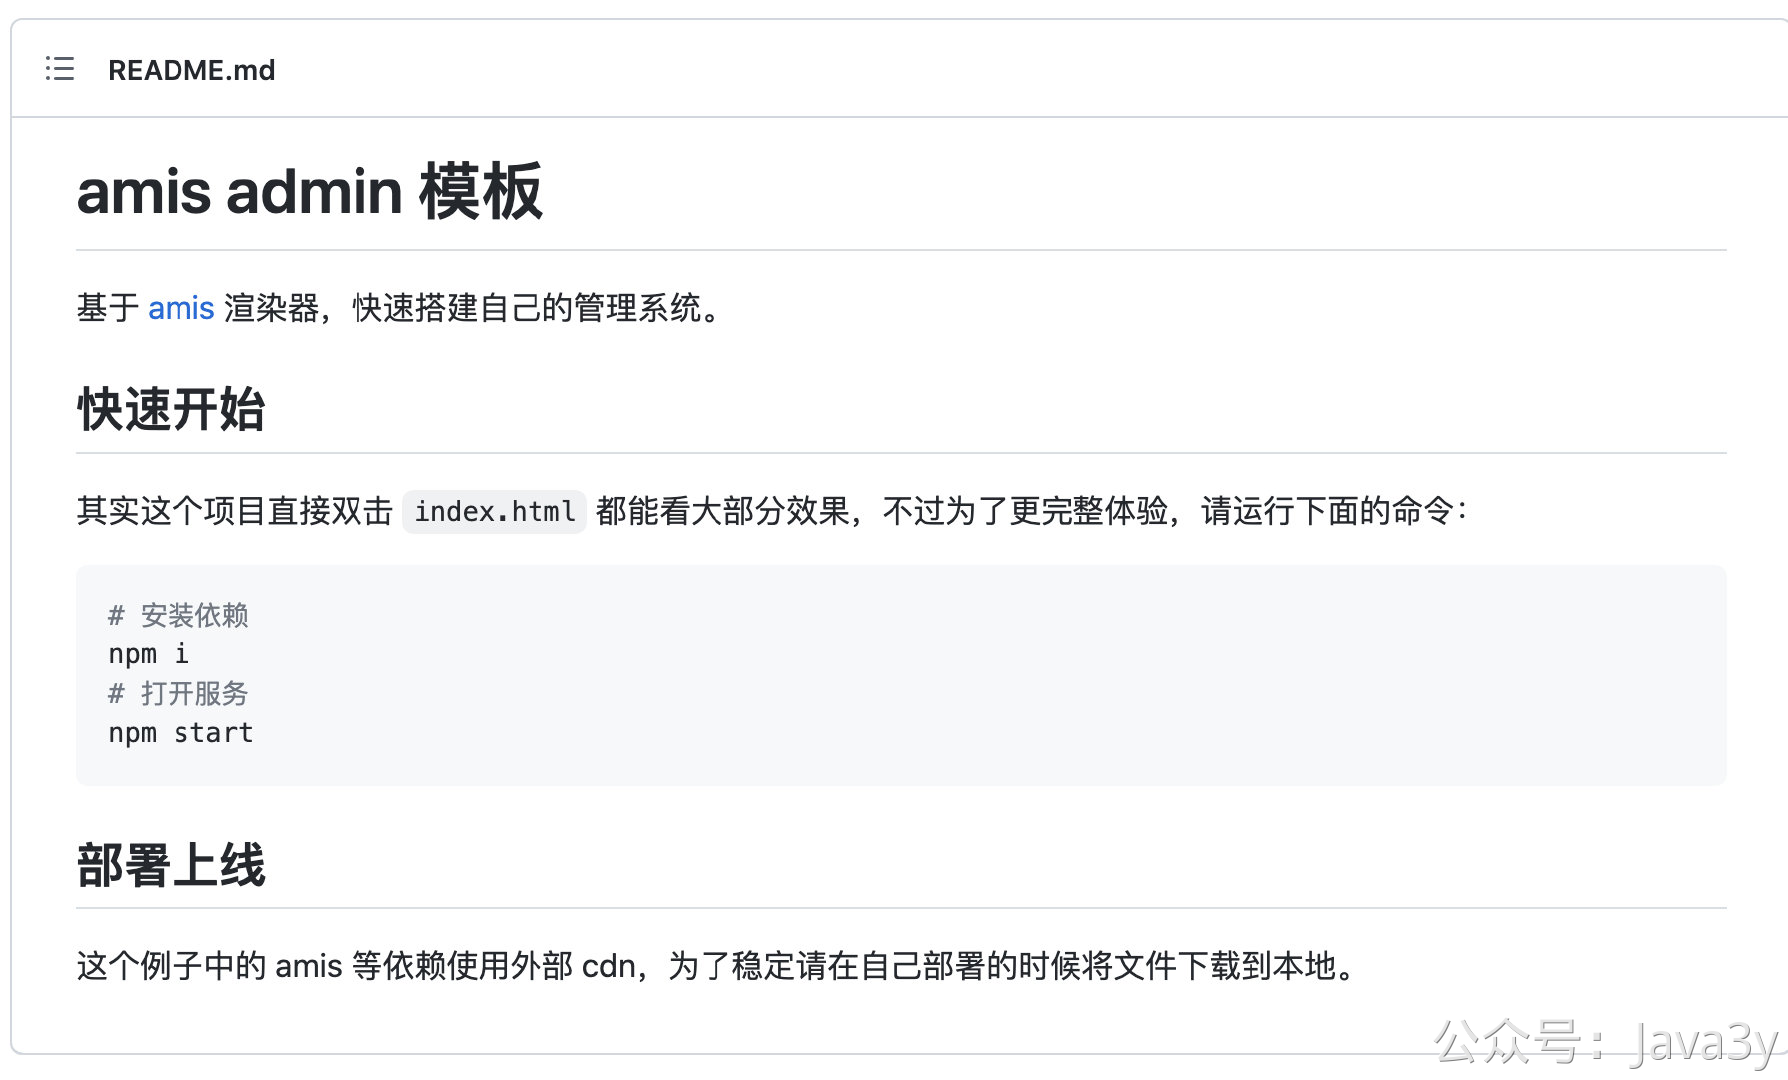 README.md
amis admin 模板
基于 amis 渲染器，快速搭建自己的管理系统。
快速开始
其实这个项目直接双击 index.html 都能看大部分效果，不过为了更完整体验，请运行下面的命令：
# 安装依赖
npm i
# 打开服务
npm start
部署上线
这个例子中的 amis 等依赖使用外部 cdn，为了稳定请在自己部署的时候将文件下载到本地。
公众号：Java3y